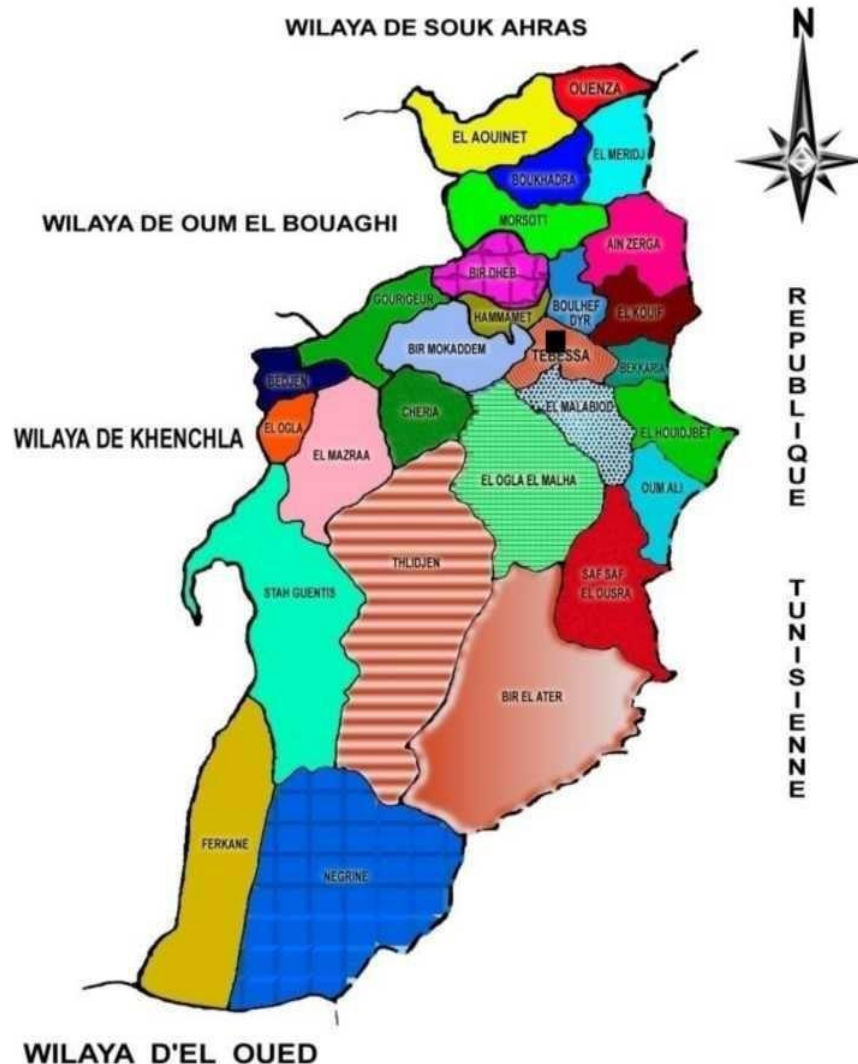 WILAYA DE SOUK AHRAS
N
OUENZA
EL AOUINET
EL MERIDJ
BOUKHADRA
WILAYA DE OUM EL BOUAGHI
MORSOTT
AIN ZERGA
BIR DHEB
GOURIGEUR
HAMMAMET
BOULHEF
DYR
EL KOUIF
BIR MOKADDEM
TEBESSA
BEKKARIA
BEDJEN
EL MALABIOD
CHERIA
EL OGLA
EL HOUIDJBET
WILAYA DE KHENCHLA
EL MAZRAA
EL OGLA EL MALHA
OUM ALI
REPUBLIQUE
THLIDJEN
SAF SAF
EL OUSRA
STAH GUENTIS
TUNISIENNE
BIR EL ATER
FERKANE
NEGRINE
WILAYA D'EL OUED